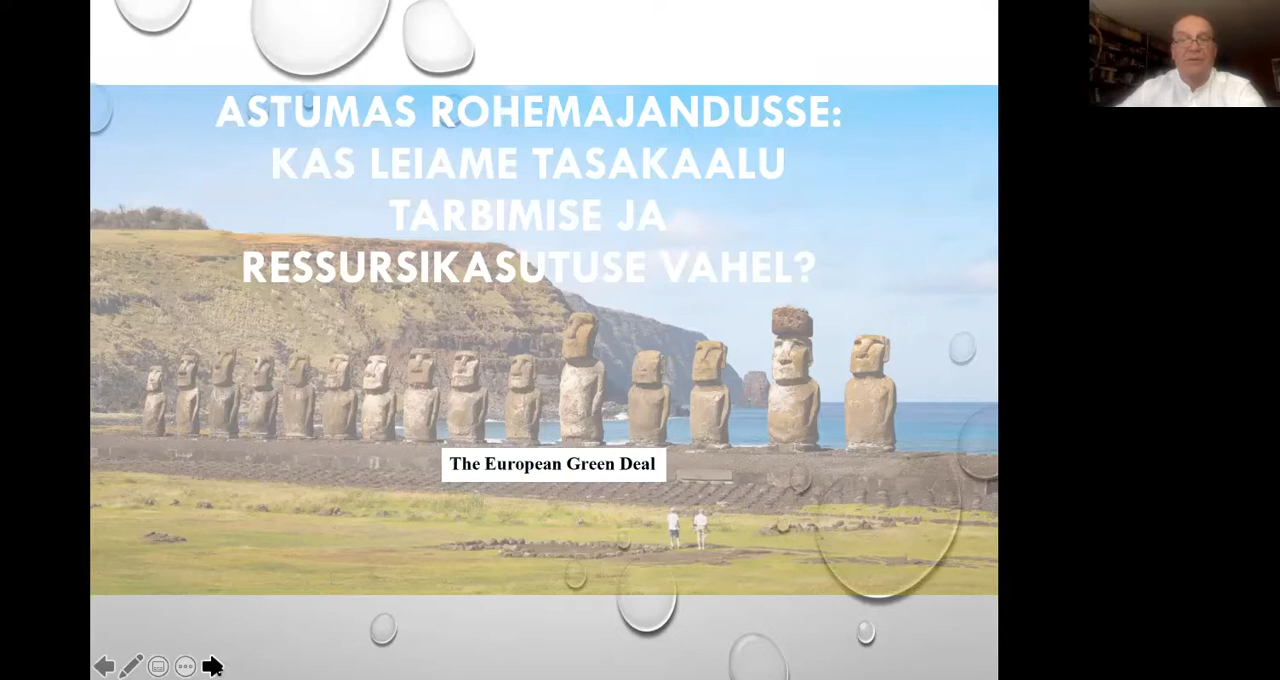 ASTUMAS ROHEMAJANDUSSE:
KAS LEIAME TASAKAALU
TARBIMISE JA
RESSURSIKASUTUSE VAHEL?
The European Green Deal